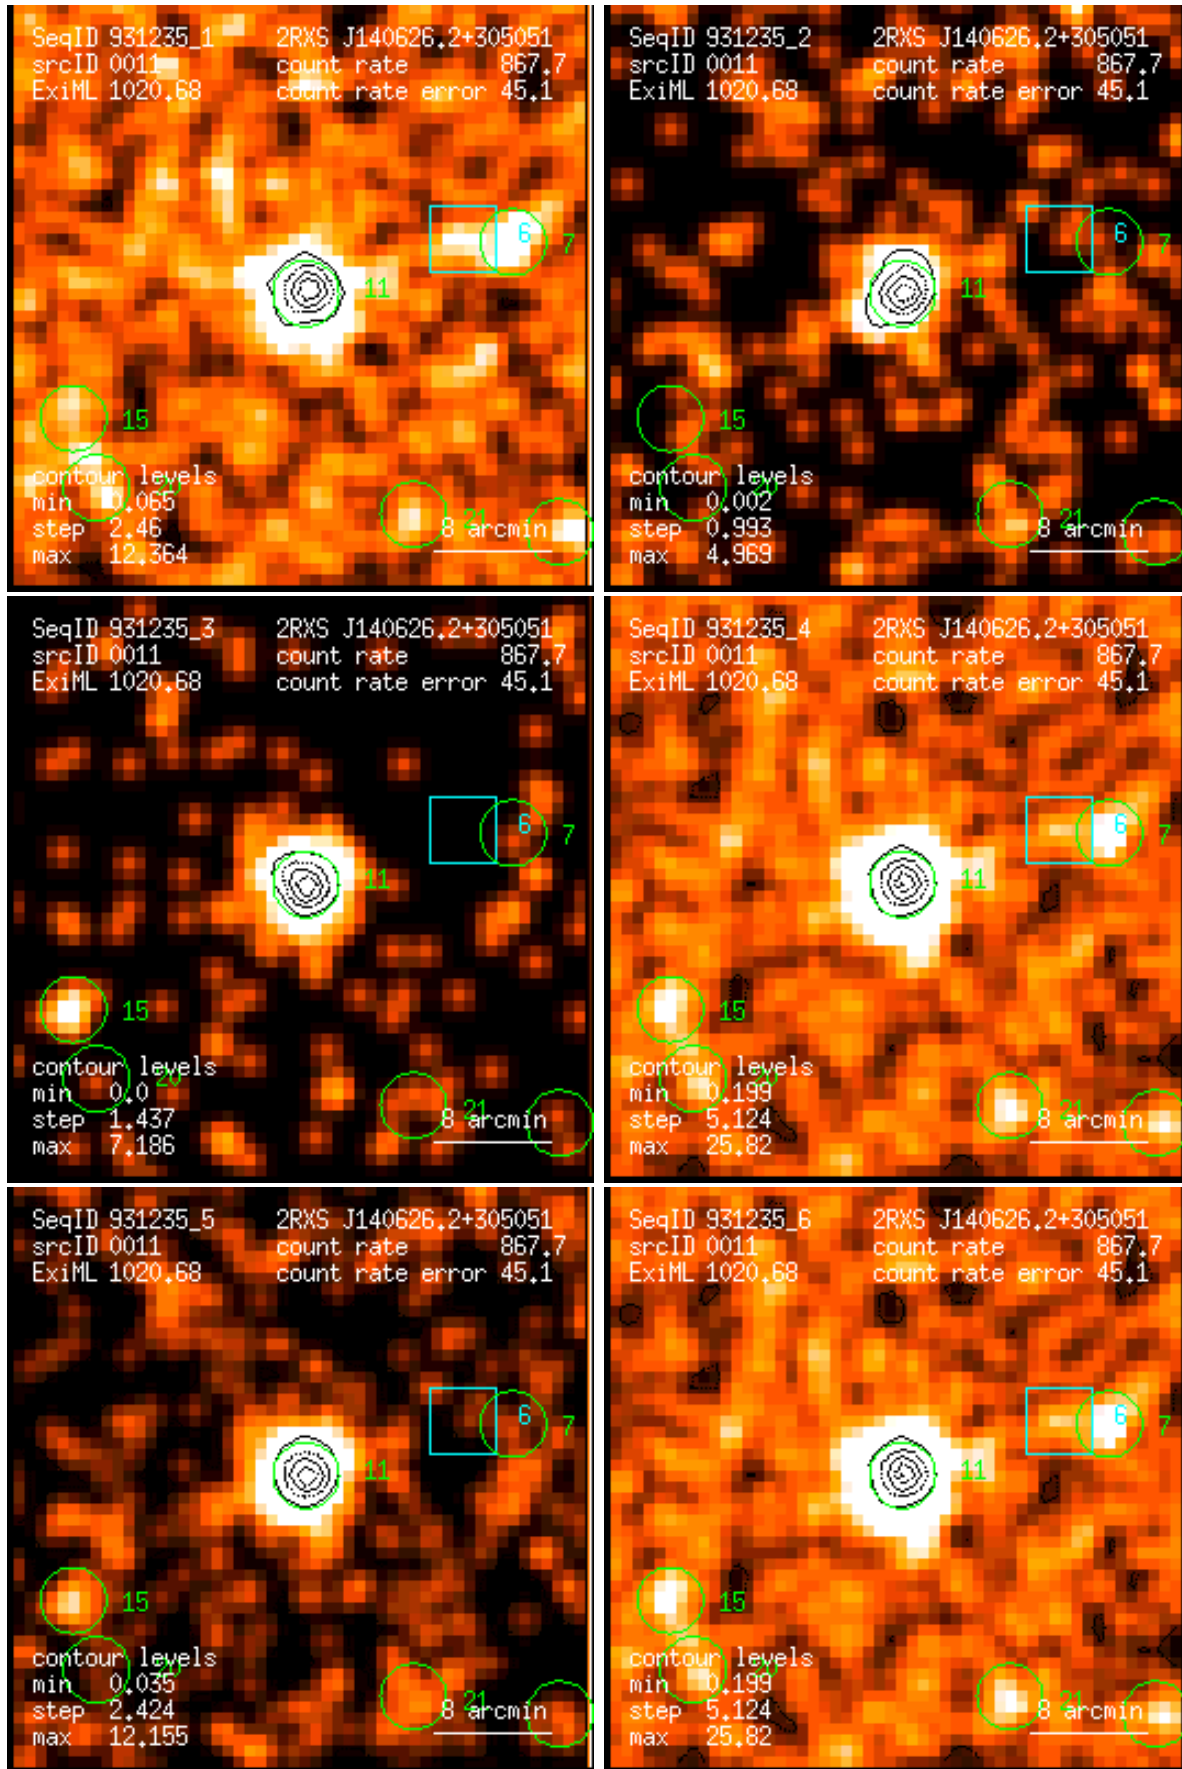 SeqID 931235_1 2RXS J140626.2+305051
srcID 0011 count rate 867.7
ExiML 1020.68 count rate error 45.1
6
7
11
15
contour levels
20
min 0.065
21
step 2.46 8 arcmin
max 12.364
SeqID 931235_2 2RXS J140626.2+305051
srcID 0011 count rate 867.7
ExiML 1020.68 count rate error 45.1
6
7
11
15
contour levels
20
min 0.002
21
step 0.993 8 arcmin
max 4.969
SeqID 931235_3 2RXS J140626.2+305051
srcID 0011 count rate 867.7
ExiML 1020.68 count rate error 45.1
6
7
11
15
contour levels
20
min 0.0
21
step 1.437 8 arcmin
max 7.186
SeqID 931235_4 2RXS J140626.2+305051
srcID 0011 count rate 867.7
ExiML 1020.68 count rate error 45.1
6
7
11
15
contour levels
20
min 0.199
21
step 5.124 8 arcmin
max 25.82
SeqID 931235_5 2RXS J140626.2+305051
srcID 0011 count rate 867.7
ExiML 1020.68 count rate error 45.1
6
7
11
15
contour levels
20
min 0.035
21
step 2.424 8 arcmin
max 12.155
SeqID 931235_6 2RXS J140626.2+305051
srcID 0011 count rate 867.7
ExiML 1020.68 count rate error 45.1
6
7
11
15
contour levels
20
min 0.199
21
step 5.124 8 arcmin
max 25.82